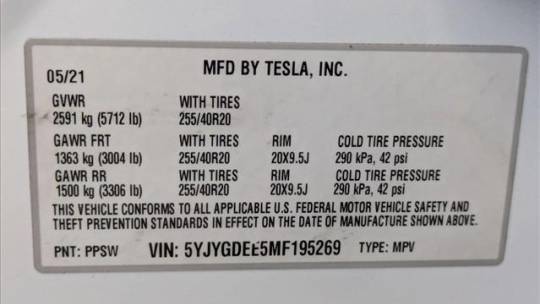 MFD BY TESLA, INC.
05/21
GVWR WITH TIRES
2591 kg (5712 lb) 255/40R20
GAWR FRT WITH TIRES RIM COLD TIRE PRESSURE
1363 kg (3004 lb) 255/40R20 20X9.5J 290 kPa, 42 psi
GAWR RR WITH TIRES RIM COLD TIRE PRESSURE
1500 kg (3306 lb) 255/40R20 20X9.5J 290 kPa, 42 psi
THIS VEHICLE CONFORMS TO ALL APPLICABLE U.S. FEDERAL MOTOR VEHICLE SAFETY AND
THEFT PREVENTION STANDARDS IN EFFECT ON THE DATE OF MANUFACTURE SHOWN ABOVE.
PNT: PPSW VIN: 5YJYGDEE5MF195269 TYPE: MPV